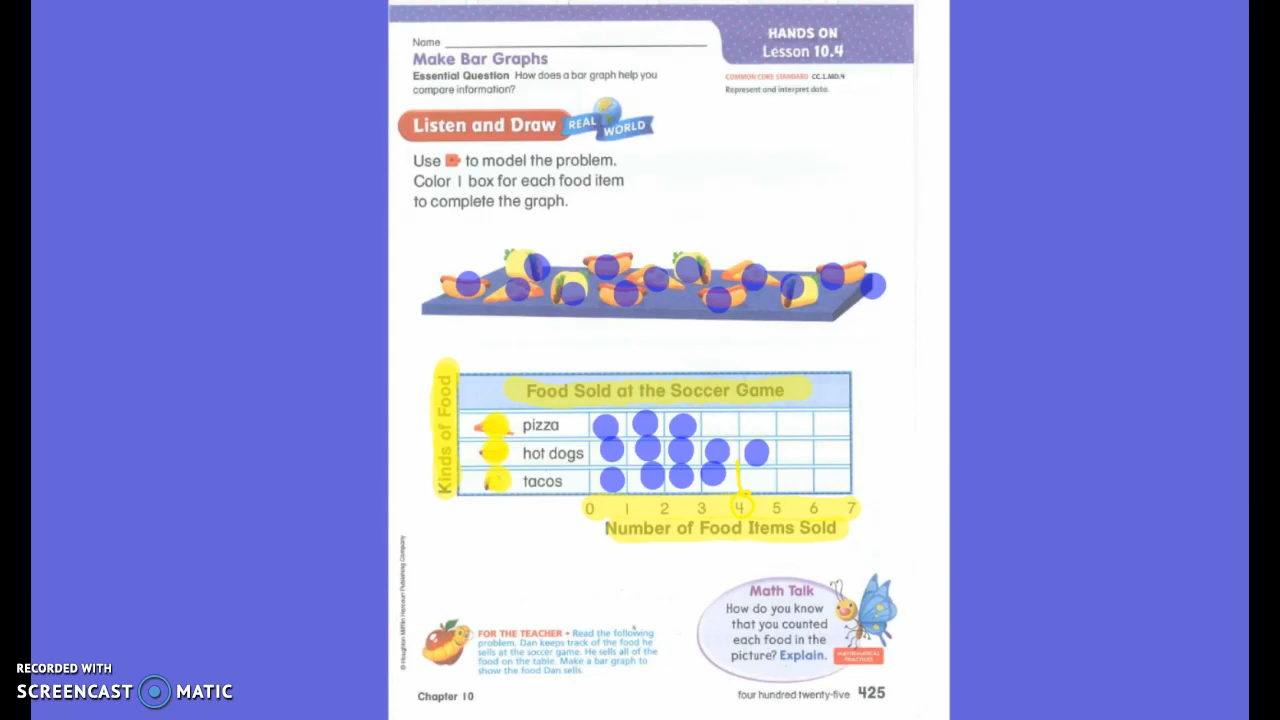 HANDS ON
Lesson 10.4
Name
Make Bar Graphs
Essential Question How does a bar graph help you
compare information?
COMMON CORE STANDARD CC.1.MD.4
Represent and interpret data.
Listen and Draw
REAL WORLD
Use to model the problem.
Color 1 box for each food item
to complete the graph.
Kinds of Food
Food Sold at the Soccer Game
pizza
hot dogs
tacos
0 1 2 3 4 5 6 7
Number of Food Items Sold
© Houghton Mifflin Harcourt Publishing Company
FOR THE TEACHER • Read the following
problem. Dan keeps track of the food he
sells at the soccer game. He sells all of the
food on the table. Make a bar graph to
show the food Dan sells.
Math Talk
How do you know
that you counted
each food in the
picture? Explain.
MATHEMATICAL
PRACTICES
Chapter 10
four hundred twenty-five 425
RECORDED WITH
SCREENCAST MATIC